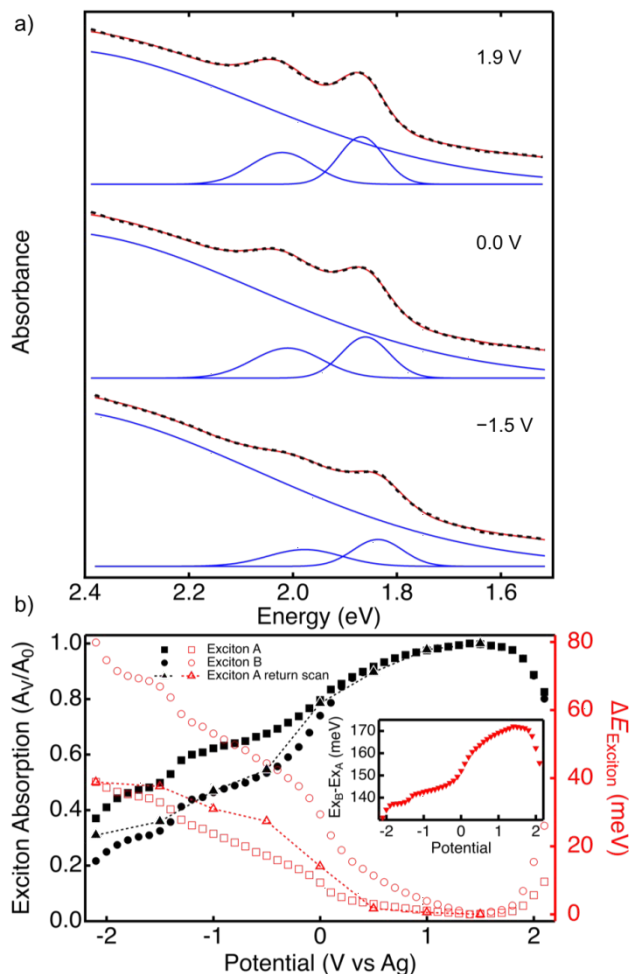 a)
1.9 V
0.0 V
−1.5 V
Absorbance
2.4 2.2 2.0 1.8 1.6
Energy (eV)
b)
Exciton A
Exciton B
Exciton A return scan
1.0
0.8
0.6
0.4
0.2
0.0
Exciton Absorption (A_V/A_0)
80
60
40
20
0
ΔE_Exciton (meV)
170
160
150
140
Ex_B-Ex_A (meV)
-2 -1 0 1 2
Potential
-2 -1 0 1 2
Potential (V vs Ag)